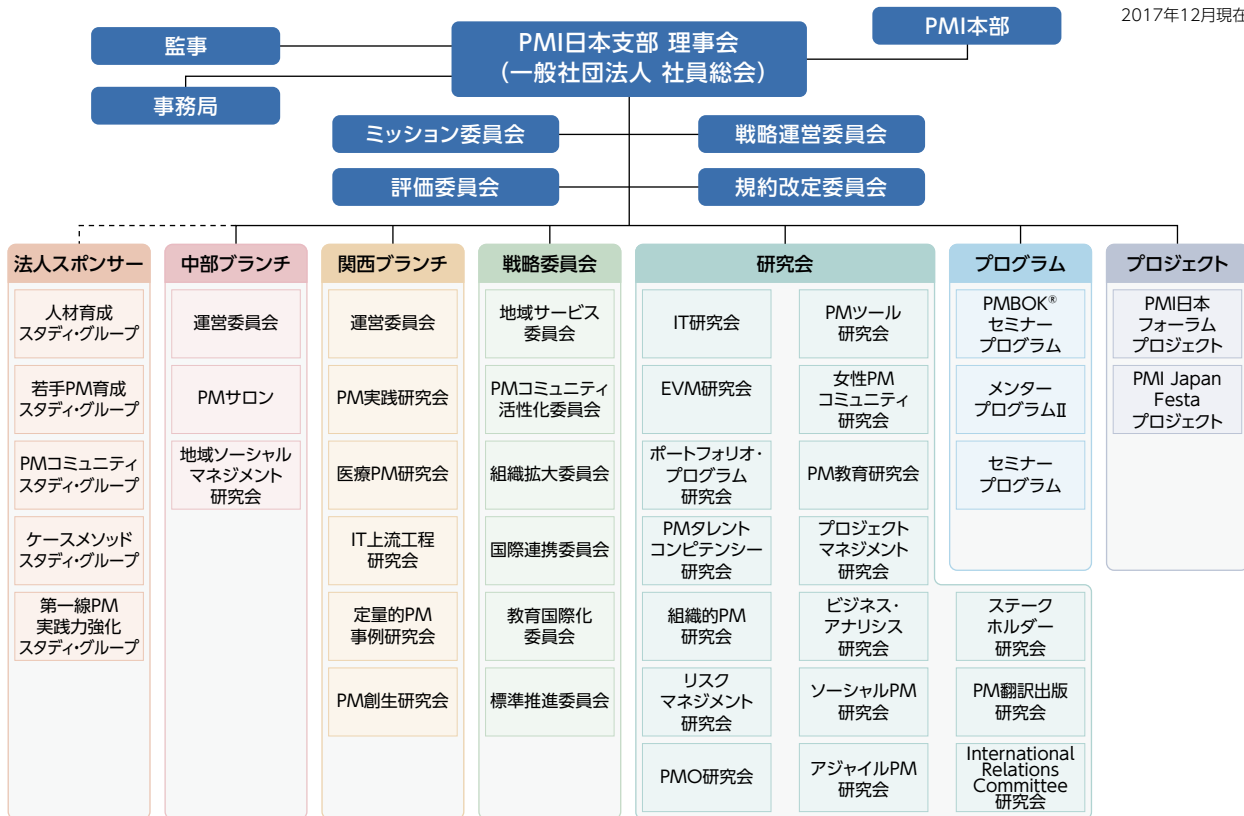 2017年12月現在
監事
PMI日本支部 理事会
（一般社団法人 社員総会）
PMI本部
事務局
ミッション委員会
戦略運営委員会
評価委員会
規約改定委員会
法人スポンサー
人材育成
スタディ・グループ
若手PM育成
スタディ・グループ
PMコミュニティ
スタディ・グループ
ケースメソッド
スタディ・グループ
第一線PM
実践力強化
スタディ・グループ
中部ブランチ
運営委員会
PMサロン
地域ソーシャル
マネジメント
研究会
関西ブランチ
運営委員会
PM実践研究会
医療PM研究会
IT上流工程
研究会
定量的PM
事例研究会
PM創生研究会
戦略委員会
地域サービス
委員会
PMコミュニティ
活性化委員会
組織拡大委員会
国際連携委員会
教育国際化
委員会
標準推進委員会
研究会
IT研究会
EVM研究会
ポートフォリオ・
プログラム
研究会
PMタレント
コンピテンシー
研究会
組織的PM
研究会
リスク
マネジメント
研究会
PMO研究会
PMツール
研究会
女性PM
コミュニティ
研究会
PM教育研究会
プロジェクト
マネジメント
研究会
ビジネス・
アナリシス
研究会
ソーシャルPM
研究会
アジャイルPM
研究会
ステーク
ホルダー
研究会
PM翻訳出版
研究会
International
Relations
Committee
研究会
プログラム
PMBOK®
セミナー
プログラム
メンター
プログラムⅡ
セミナー
プログラム
プロジェクト
PMI日本
フォーラム
プロジェクト
PMI Japan
Festa
プロジェクト